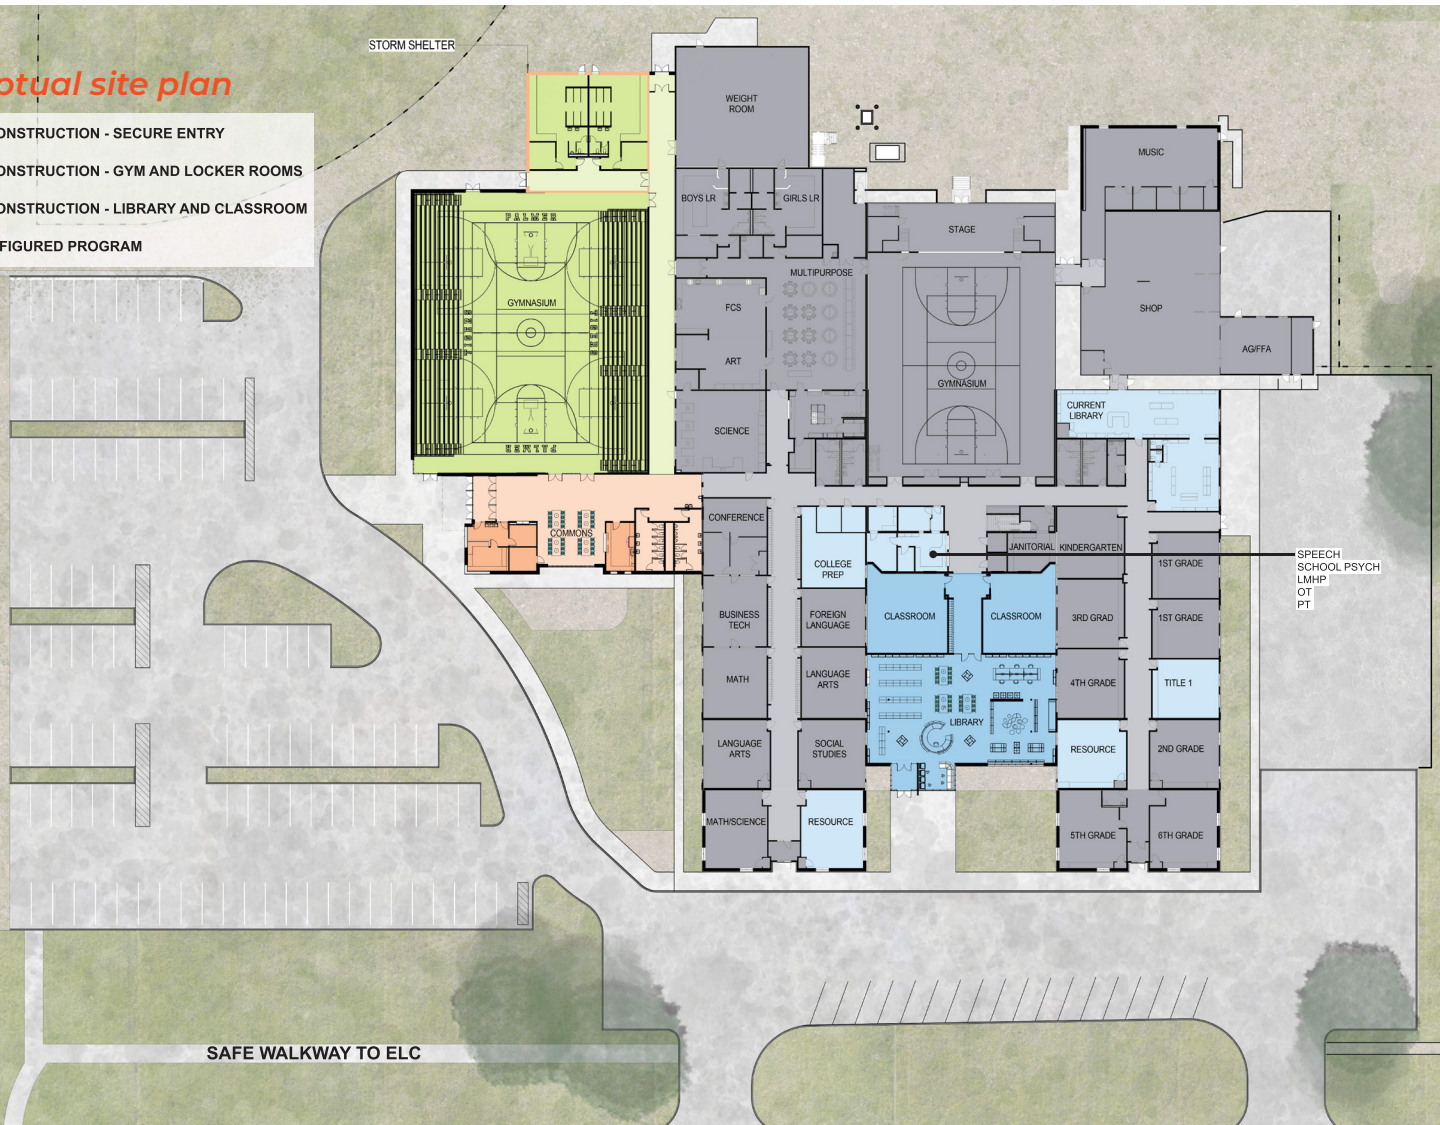 STORM SHELTER
ptual site plan
ONSTRUCTION - SECURE ENTRY
ONSTRUCTION - GYM AND LOCKER ROOMS
ONSTRUCTION - LIBRARY AND CLASSROOM
FIGURED PROGRAM
WEIGHT
ROOM
MUSIC
BOYS LR
GIRLS LR
STAGE
MULTIPURPOSE
PALMER
GYMNASIUM
FCS
SHOP
ART
AG/FFA
GYMNASIUM
CURRENT
LIBRARY
SCIENCE
PALMER
CONFERENCE
COMMONS
COLLEGE
PREP
JANITORIAL
KINDERGARTEN
SPEECH
SCHOOL PSYCH
LMHP
OT
PT
1ST GRADE
BUSINESS
TECH
FOREIGN
LANGUAGE
CLASSROOM
CLASSROOM
3RD GRAD
1ST GRADE
MATH
LANGUAGE
ARTS
4TH GRADE
TITLE 1
LIBRARY
LANGUAGE
ARTS
SOCIAL
STUDIES
RESOURCE
2ND GRADE
MATH/SCIENCE
RESOURCE
5TH GRADE
6TH GRADE
SAFE WALKWAY TO ELC